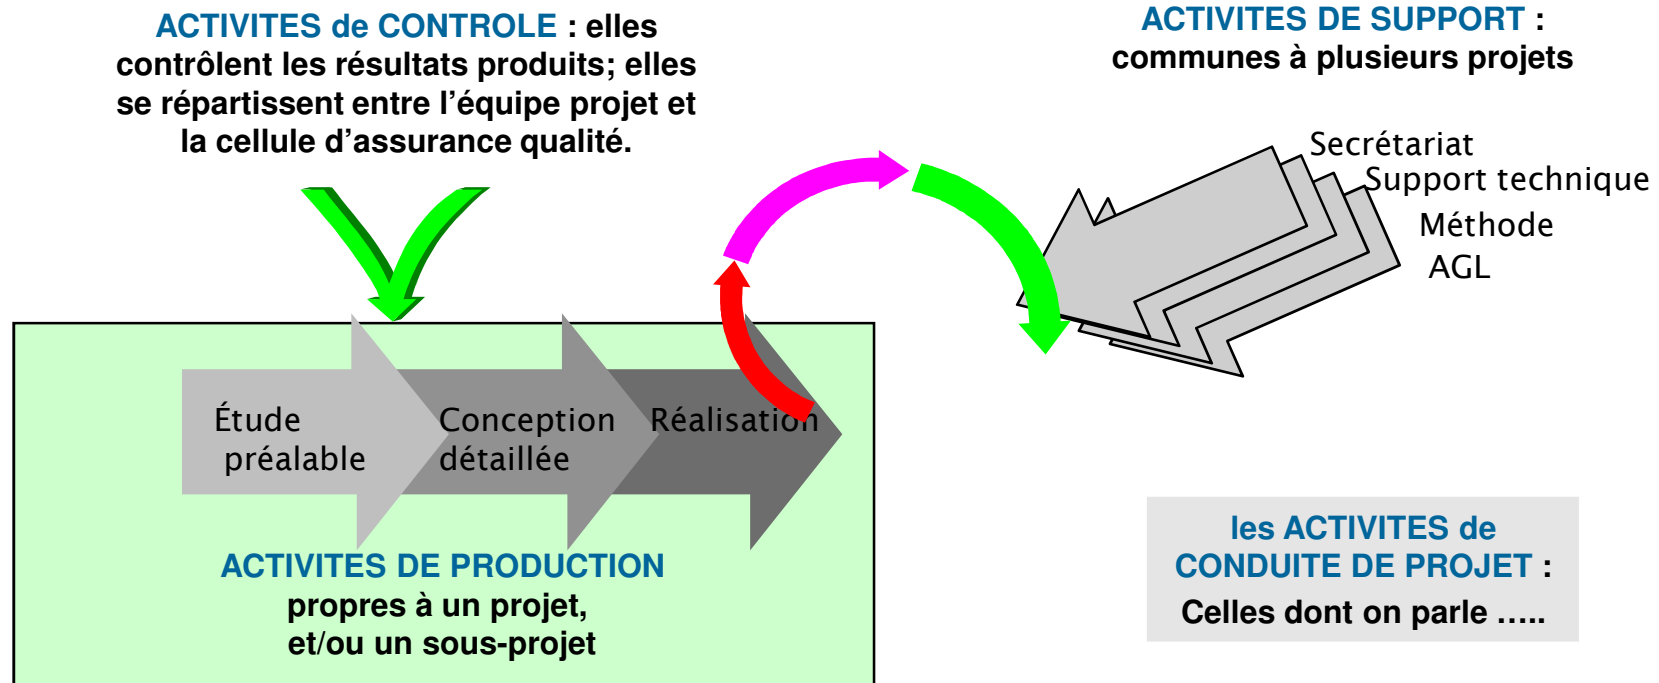 ACTIVITES de CONTROLE : elles
contrôlent les résultats produits; elles
se répartissent entre l’équipe projet et
la cellule d’assurance qualité.
ACTIVITES DE SUPPORT :
communes à plusieurs projets
Secrétariat
Support technique
Méthode
AGL
Étude
préalable
Conception
détaillée
Réalisation
ACTIVITES DE PRODUCTION
propres à un projet,
et/ou un sous-projet
les ACTIVITES de
CONDUITE DE PROJET :
Celles dont on parle …..